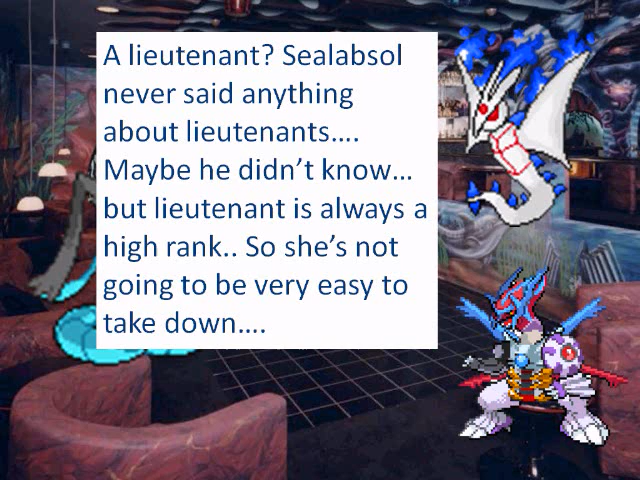 A lieutenant? Sealabsol
never said anything
about lieutenants….
Maybe he didn’t know…
but lieutenant is always a
high rank.. So she’s not
going to be very easy to
take down….